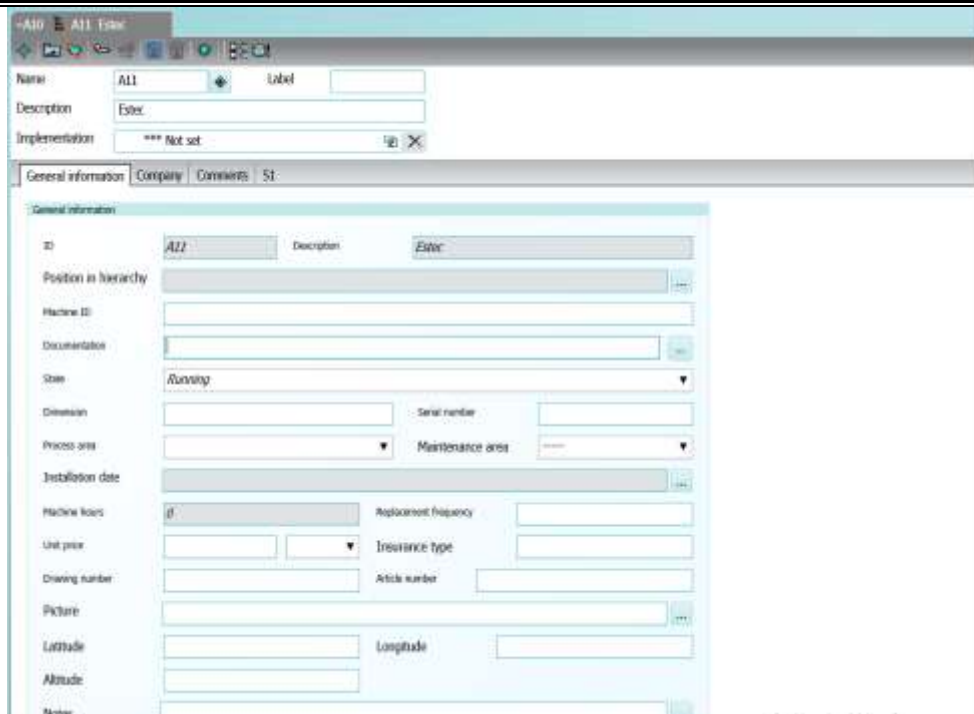 A10 A11 Estec
Name A11 Label
Description Estec
Implementation *** Not set
General information Company Comments S1
General information
ID A11 Description Estec
Position in hierarchy ...
Machine ID
Documentation ...
State Running
Dimension Serial number
Process area Maintenance area -----
Installation date ...
Machine hours 0 Replacement frequency
Unit price Insurance type
Drawing number Article number
Picture ...
Latitude Longitude
Altitude
Notes